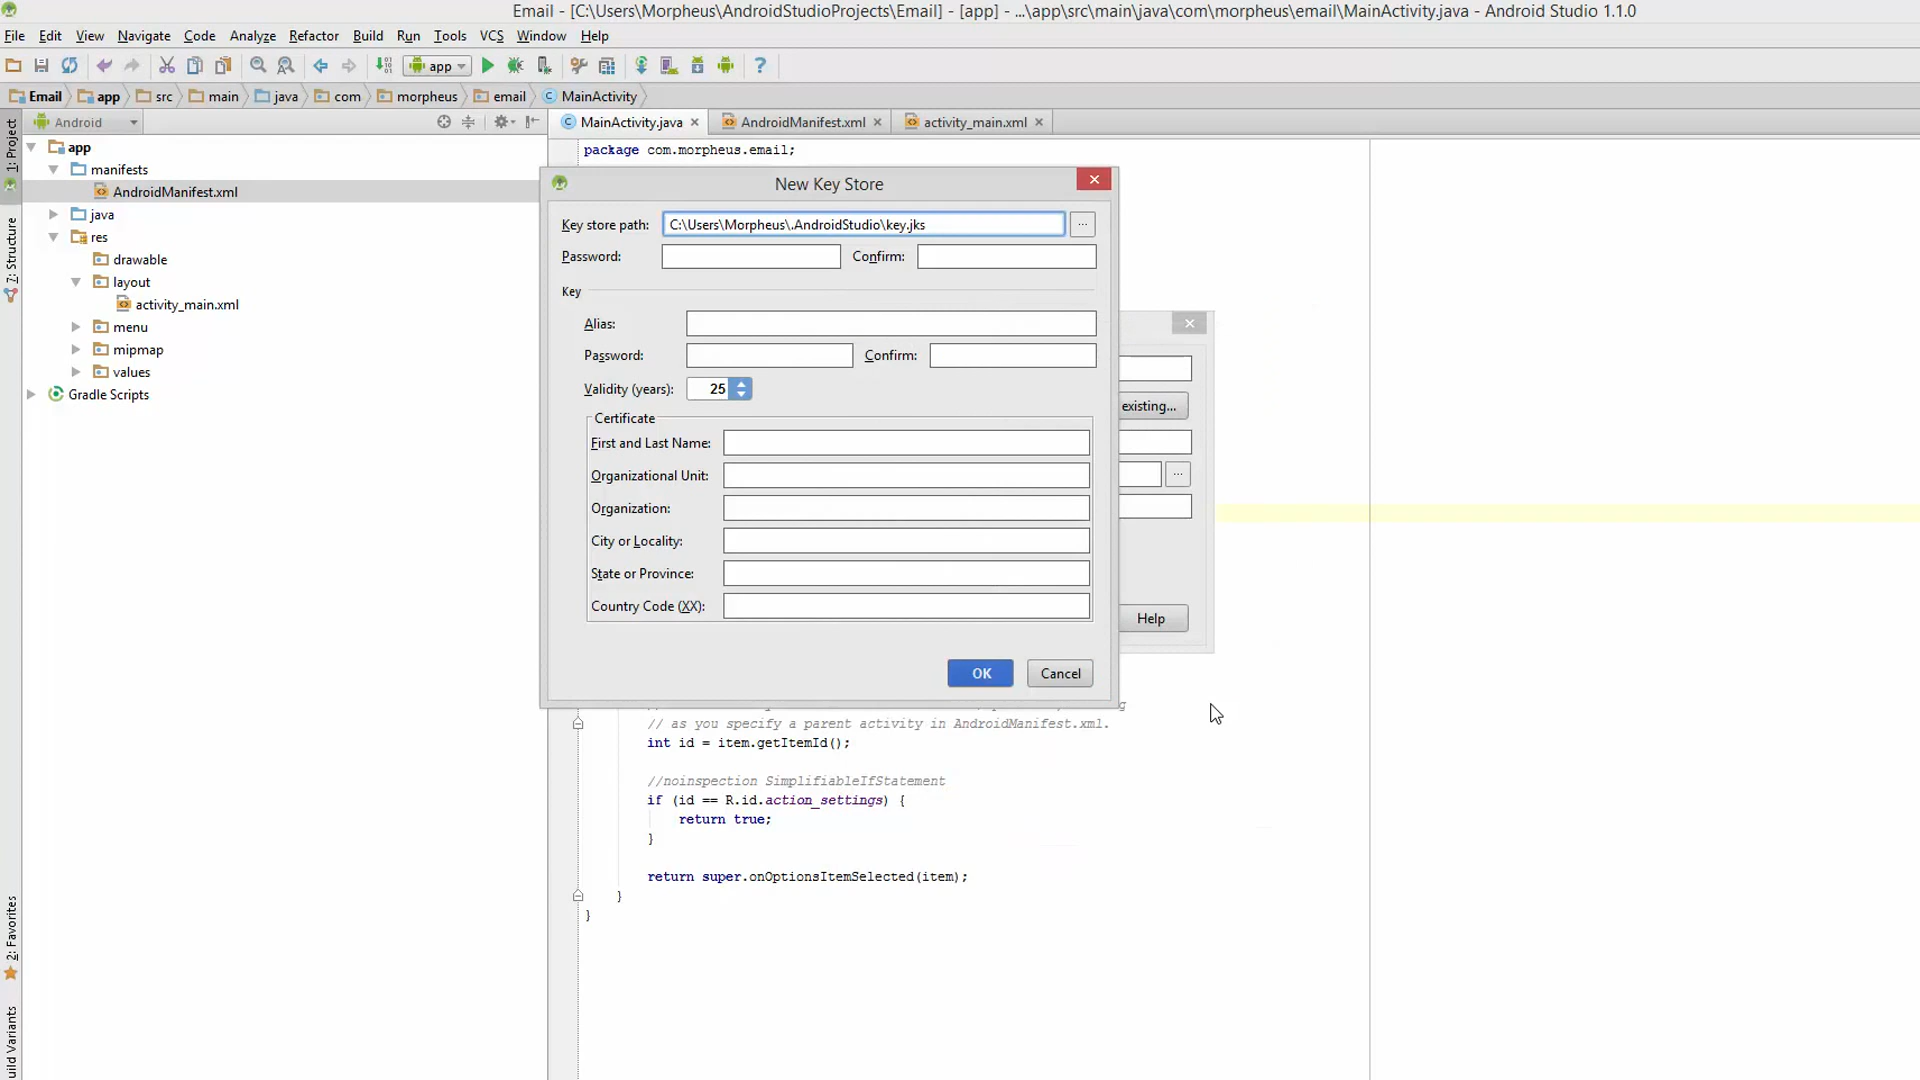 Email - [C:\Users\Morpheus\AndroidStudioProjects\Email] - [app] - ...\app\src\main\java\com\morpheus\email\MainActivity.java - Android Studio 1.1.0
File Edit View Navigate Code Analyze Refactor Build Run Tools VCS Window Help
app
Email app src main java com morpheus email MainActivity
Android
MainActivity.java AndroidManifest.xml activity_main.xml
1: Project
7: Structure
2: Favorites
app
manifests
AndroidManifest.xml
java
res
drawable
layout
activity_main.xml
menu
mipmap
values
Gradle Scripts
package com.morpheus.email;
New Key Store
Key store path: C:\Users\Morpheus\.AndroidStudio\key.jks ...
Password: Confirm:
Key
Alias:
Password: Confirm:
Validity (years): 25
Certificate
First and Last Name:
Organizational Unit:
Organization:
City or Locality:
State or Province:
Country Code (XX):
OK Cancel
existing...
...
Help
// as you specify a parent activity in AndroidManifest.xml.
int id = item.getItemId();
//noinspection SimplifiableIfStatement
if (id == R.id.action_settings) {
return true;
}
return super.onOptionsItemSelected(item);
}
}